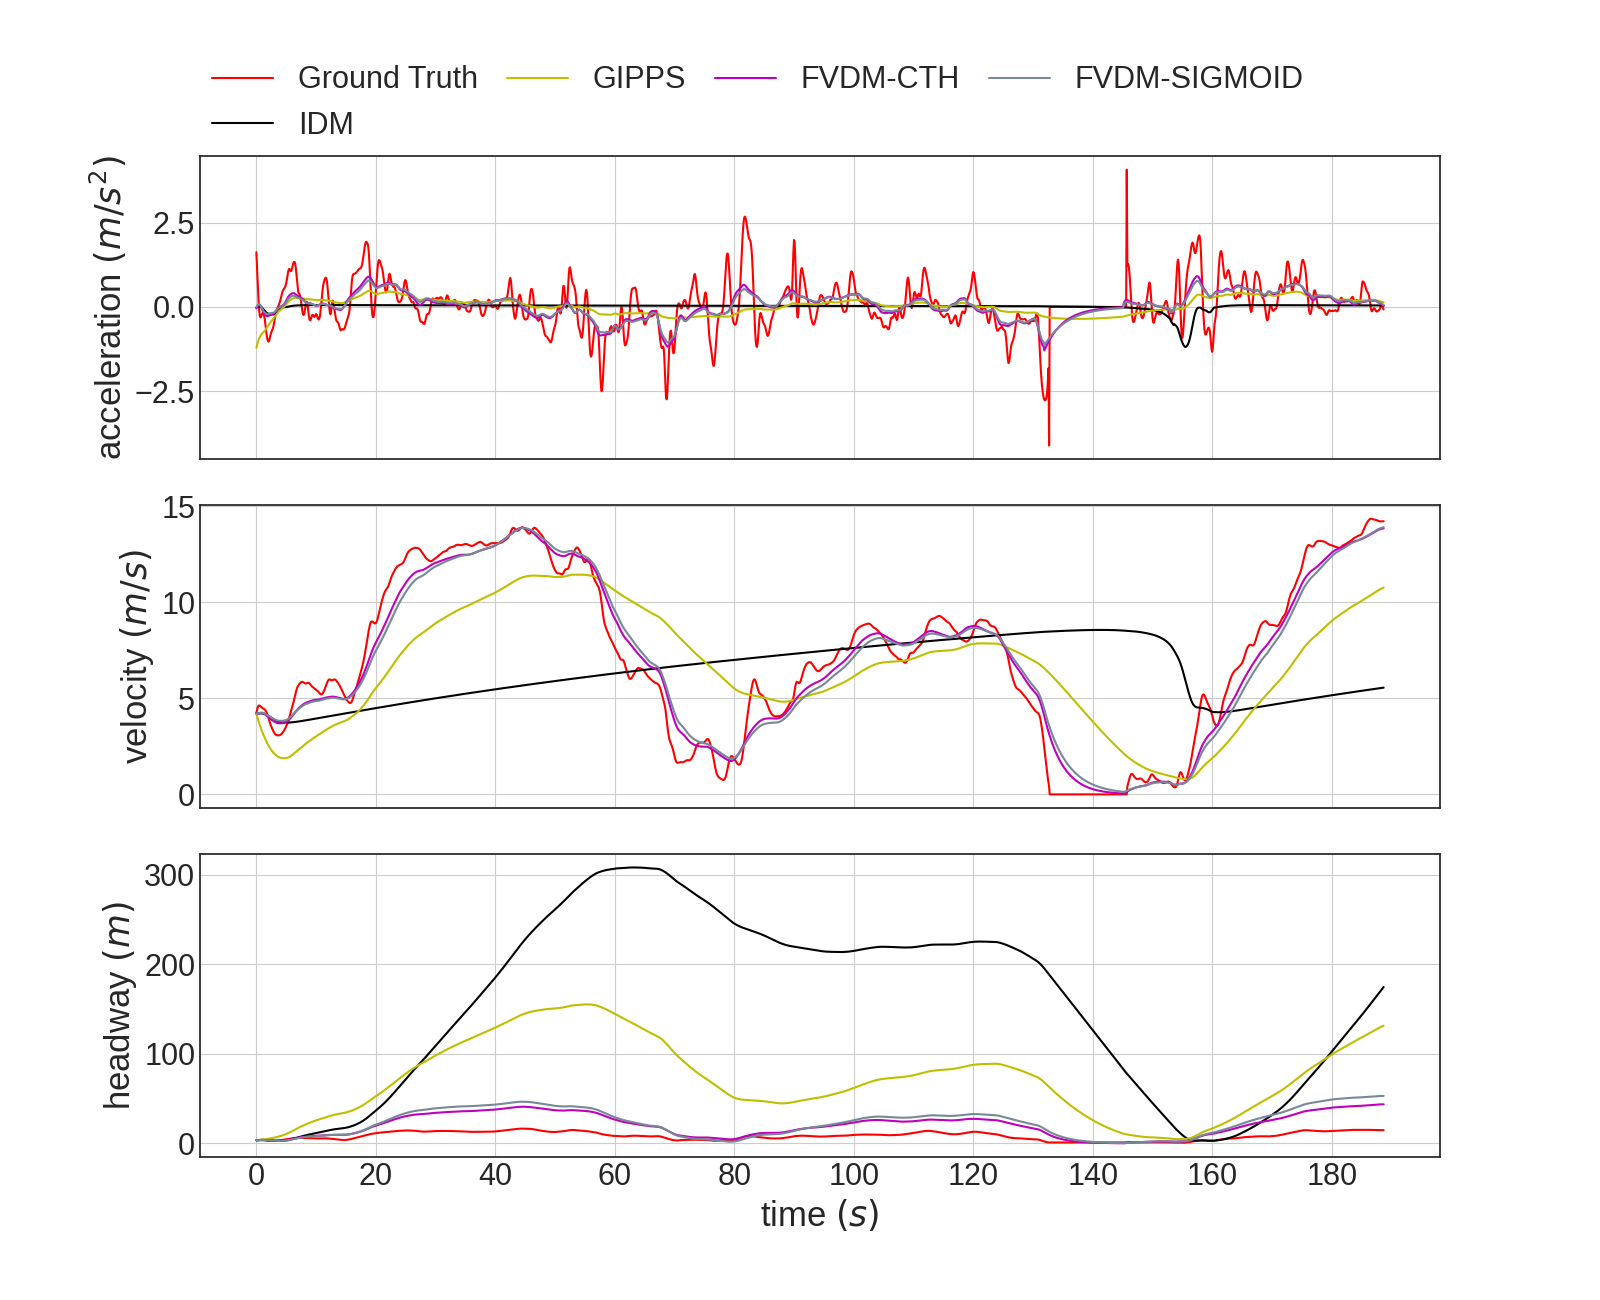 Ground Truth GIPPS FVDM-CTH FVDM-SIGMOID
IDM
acceleration (m/s²)
2.5
0.0
−2.5
velocity (m/s)
15
10
5
0
headway (m)
300
200
100
0
0 20 40 60 80 100 120 140 160 180
time (s)